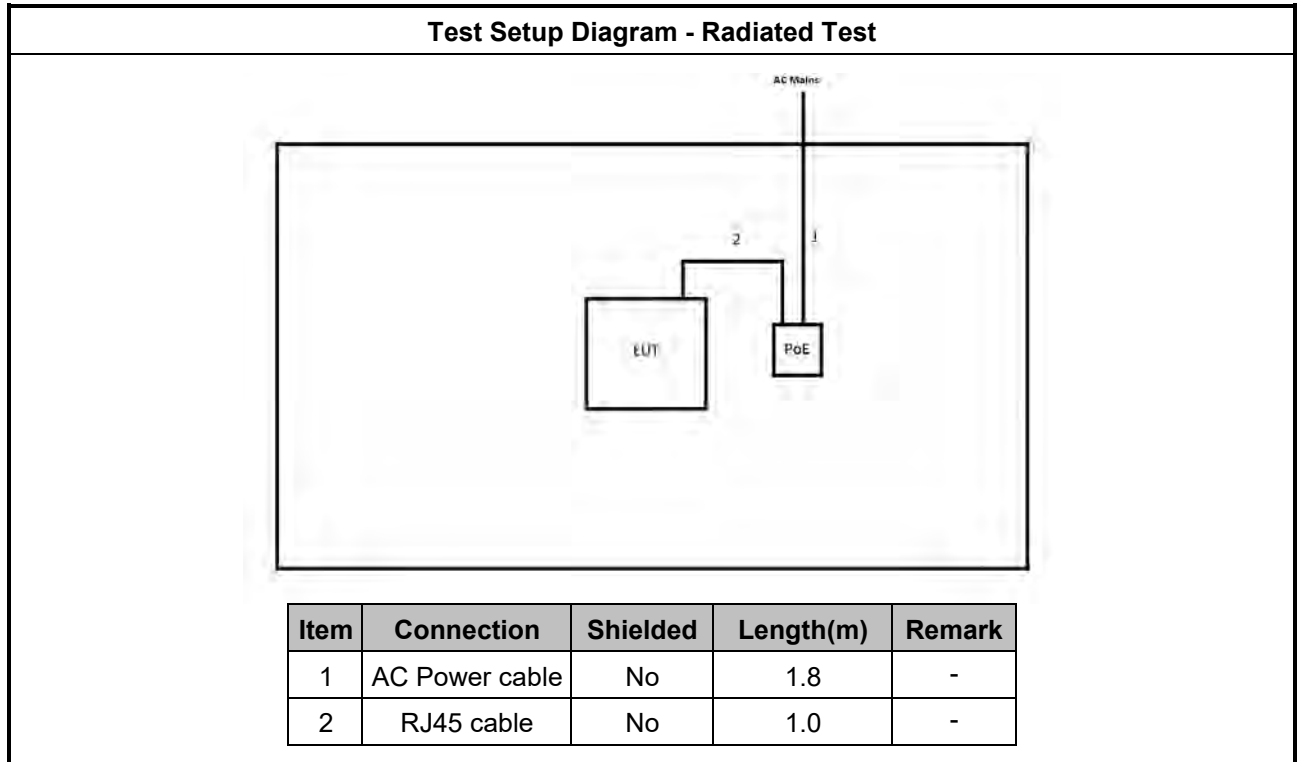 Test Setup Diagram - Radiated Test
AC Mains
2 1
EUT PoE
Item Connection Shielded Length(m) Remark
1 AC Power cable No 1.8 -
2 RJ45 cable No 1.0 -